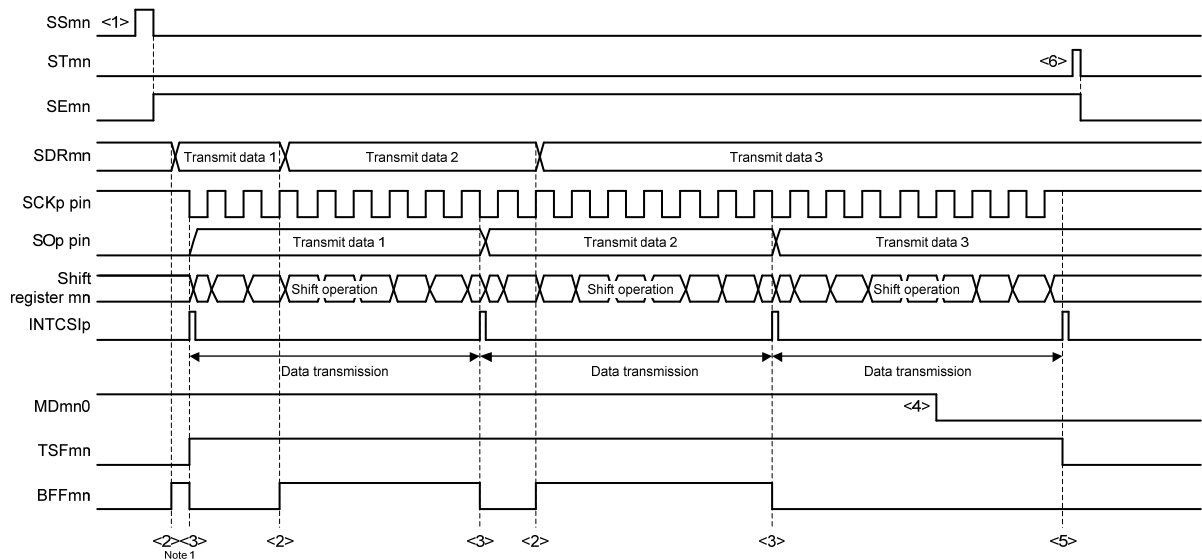 SSmn <1>
STmn <6>
SEmn
SDRmn Transmit data 1 Transmit data 2 Transmit data 3
SCKp pin
SOp pin Transmit data 1 Transmit data 2 Transmit data 3
Shift
register mn Shift operation Shift operation Shift operation
INTCSIp
Data transmission Data transmission Data transmission
MDmn0 <4>
TSFmn
BFFmn
<2> <3> <2> <3> <2> <3> <5>
Note 1